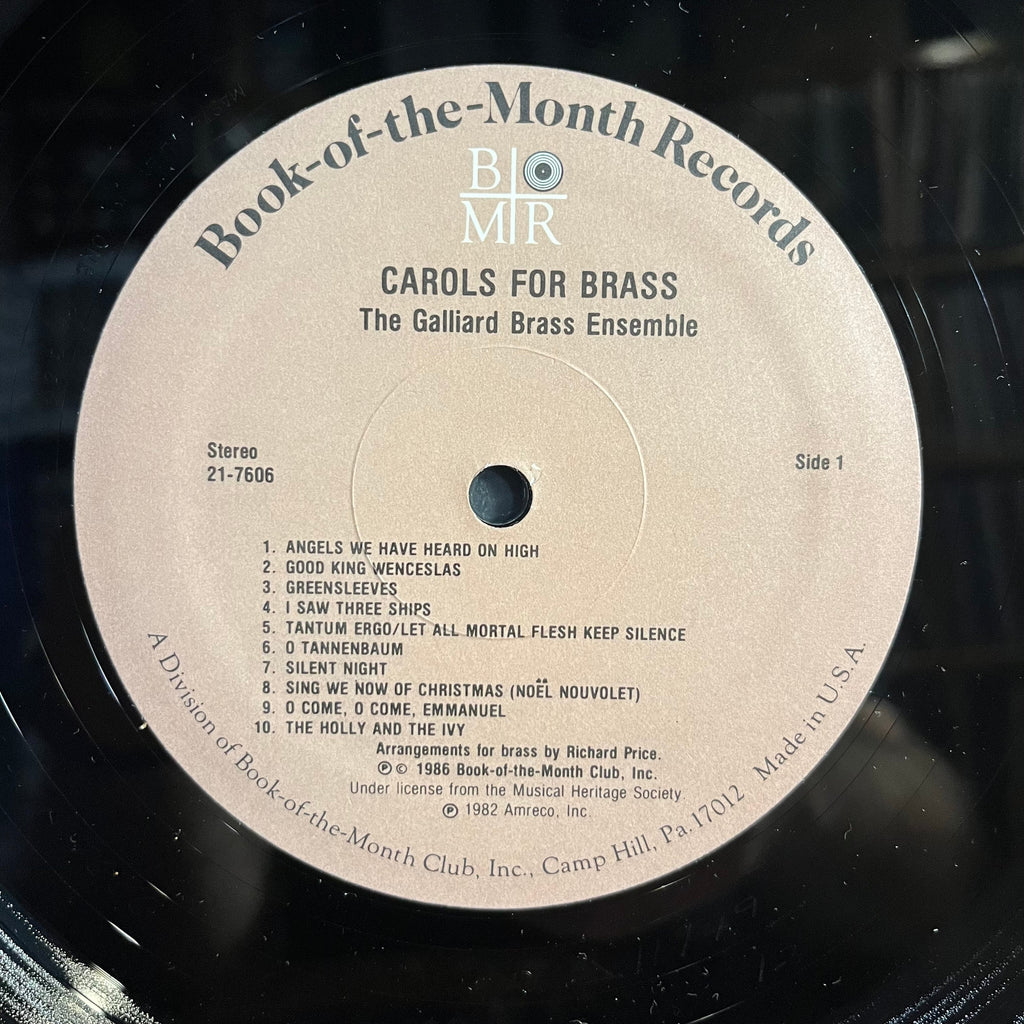 Book-of-the-Month Records
B
MR
CAROLS FOR BRASS
The Galliard Brass Ensemble
Stereo
21-7606
Side 1
1. ANGELS WE HAVE HEARD ON HIGH
2. GOOD KING WENCESLAS
3. GREENSLEEVES
4. I SAW THREE SHIPS
5. TANTUM ERGO/LET ALL MORTAL FLESH KEEP SILENCE
6. O TANNENBAUM
7. SILENT NIGHT
8. SING WE NOW OF CHRISTMAS (NOËL NOUVOLET)
9. O COME, O COME, EMMANUEL
10. THE HOLLY AND THE IVY
Arrangements for brass by Richard Price.
℗ © 1986 Book-of-the-Month Club, Inc.
Under license from the Musical Heritage Society.
℗ 1982 Amreco, Inc.
A Division of Book-of-the-Month Club, Inc., Camp Hill, Pa. 17012 Made in U.S.A.